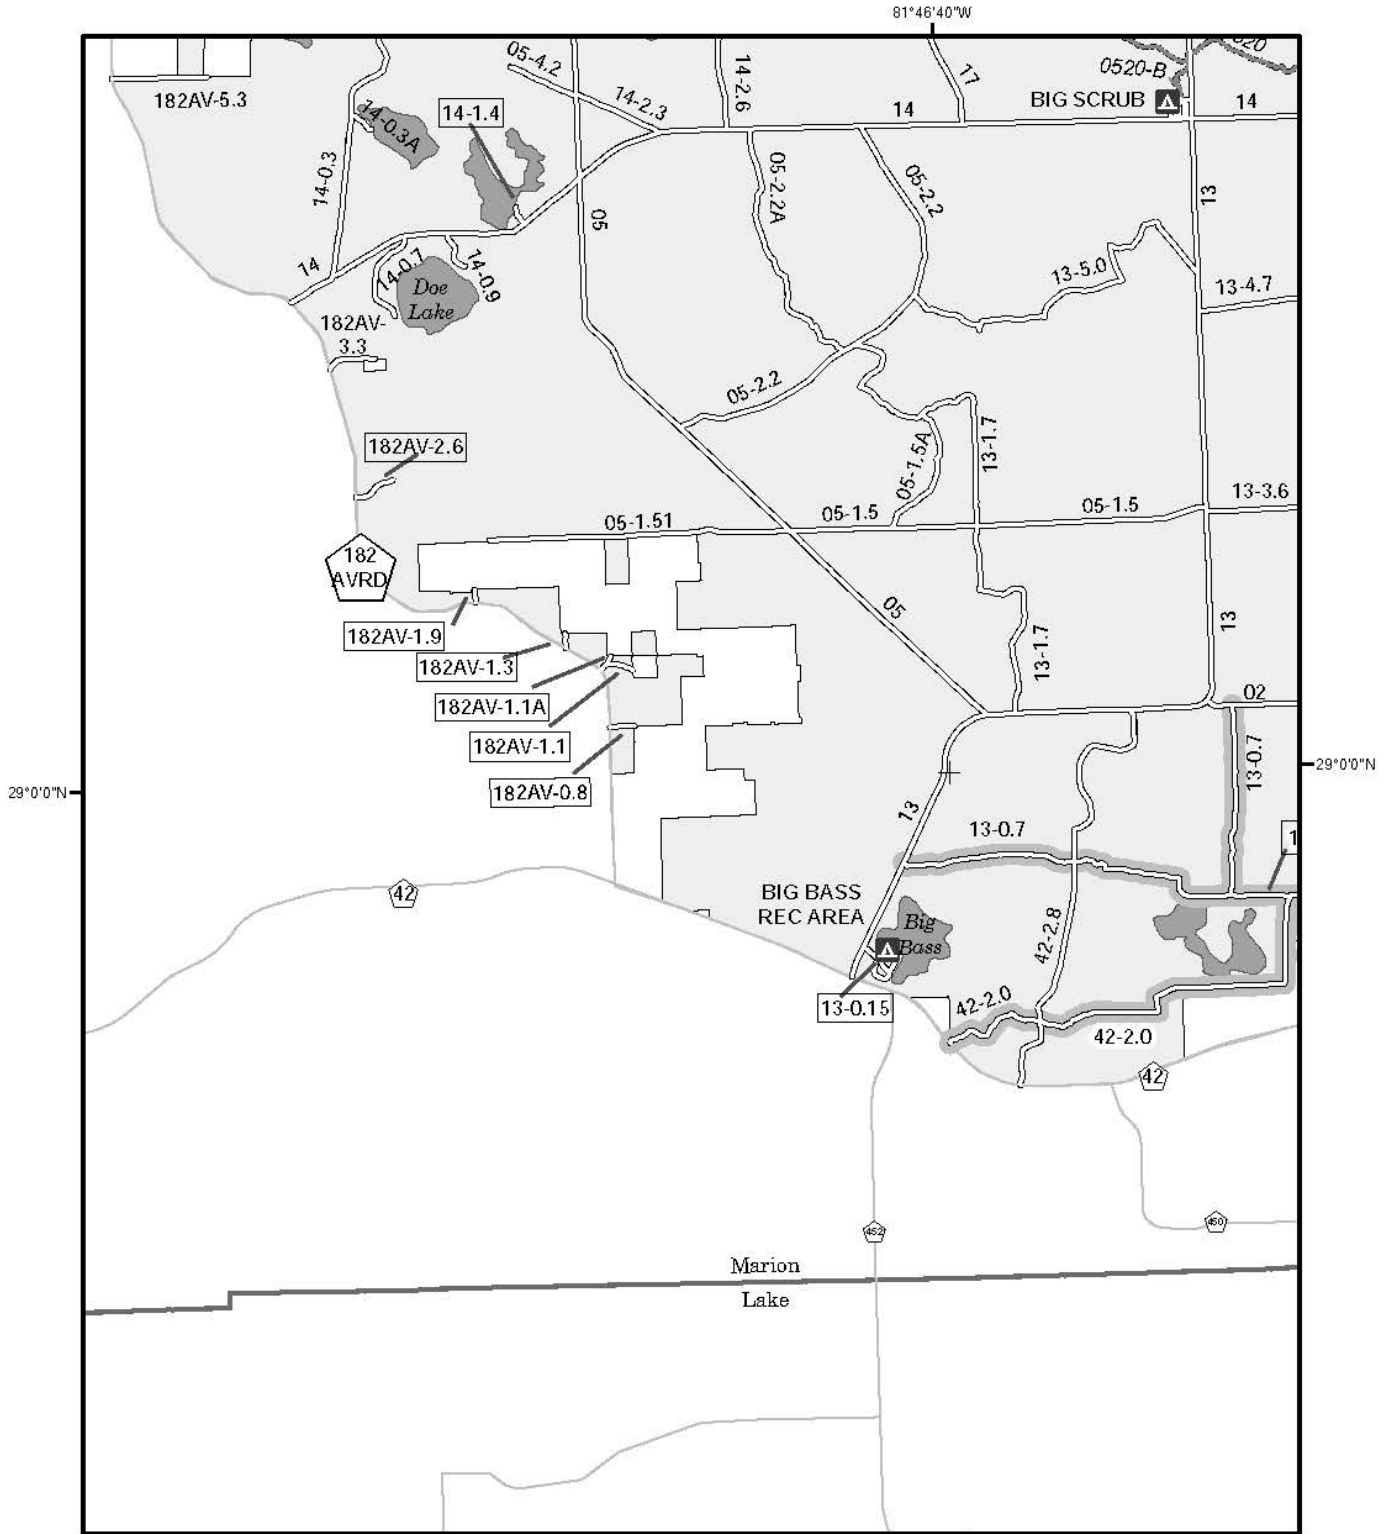 81°46'40"W
05-4.2
14-2.6
17
0520
0520-B
182AV-5.3
14-1.4
14-2.3
BIG SCRUB
14
14
14-0.3A
14-0.3
05-2.2A
05-2.2
13
05
14
14-0.7
14-0.9
13-5.0
Doe
Lake
13-4.7
182AV-
3.3
05-2.2
182AV-2.6
13-1.7
05-1.5A
13-3.6
05-1.51
05-1.5
05-1.5
182
AVRD
05
13
182AV-1.9
182AV-1.3
13-1.7
02
182AV-1.1A
182AV-1.1
13-0.7
29°0'0"N
29°0'0"N
182AV-0.8
13
13-0.7
1
42
BIG BASS
REC AREA
Big
Bass
42-2.8
13-0.15
42-2.0
42-2.0
42
450
452
Marion
Lake